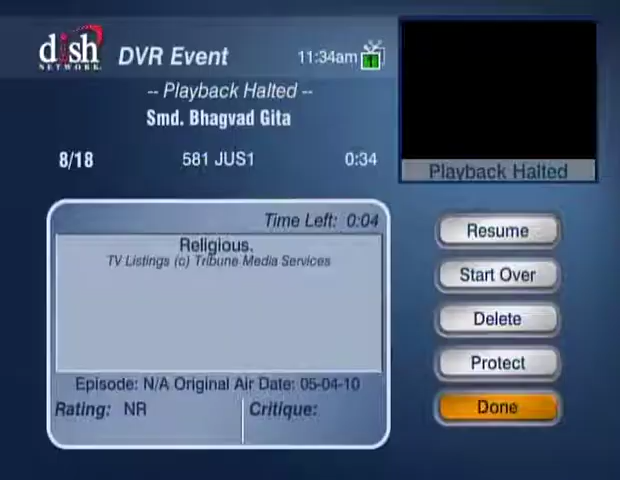 dish
NETWORK
DVR Event
11:34am
1
-- Playback Halted --
Smd. Bhagvad Gita
8/18 581 JUS1 0:34
Playback Halted
Time Left: 0:04
Religious.
TV Listings (c) Tribune Media Services
Episode: N/A Original Air Date: 05-04-10
Rating: NR
Critique:
Resume
Start Over
Delete
Protect
Done